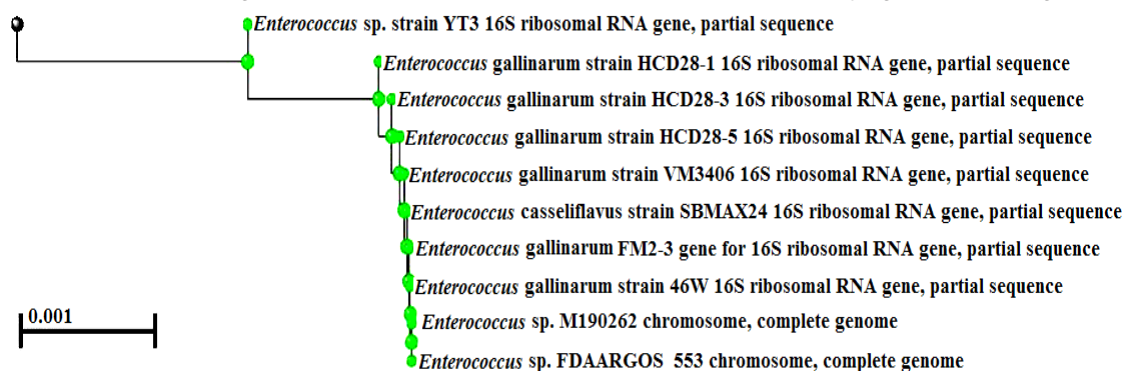 Enterococcus sp. strain YT3 16S ribosomal RNA gene, partial sequence
Enterococcus gallinarum strain HCD28-1 16S ribosomal RNA gene, partial sequence
Enterococcus gallinarum strain HCD28-3 16S ribosomal RNA gene, partial sequence
Enterococcus gallinarum strain HCD28-5 16S ribosomal RNA gene, partial sequence
Enterococcus gallinarum strain VM3406 16S ribosomal RNA gene, partial sequence
Enterococcus casseliflavus strain SBMAX24 16S ribosomal RNA gene, partial sequence
Enterococcus gallinarum FM2-3 gene for 16S ribosomal RNA gene, partial sequence
Enterococcus gallinarum strain 46W 16S ribosomal RNA gene, partial sequence
0.001
Enterococcus sp. M190262 chromosome, complete genome
Enterococcus sp. FDAARGOS_553 chromosome, complete genome